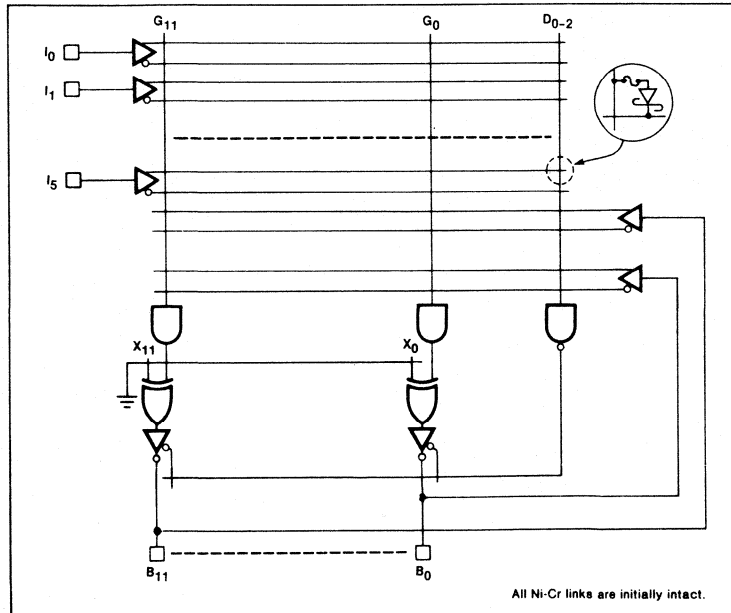 G11 G0 D0-2
I0
I1
I5
X11 X0
B11 B0
All Ni-Cr links are initially intact.